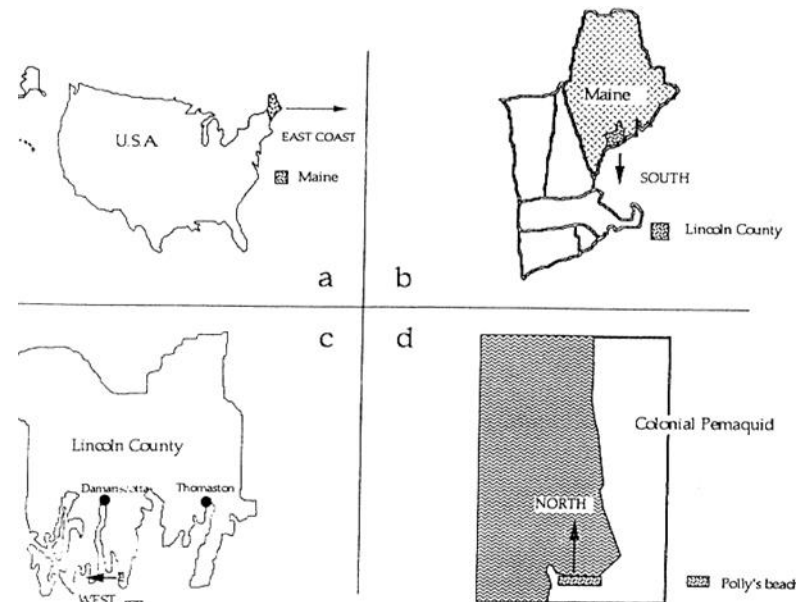 U.S.A.
EAST COAST
Maine
a
Maine
SOUTH
Lincoln County
b
c
Lincoln County
Damariscotta
Thomaston
WEST
d
Colonial Pemaquid
NORTH
Polly's beach